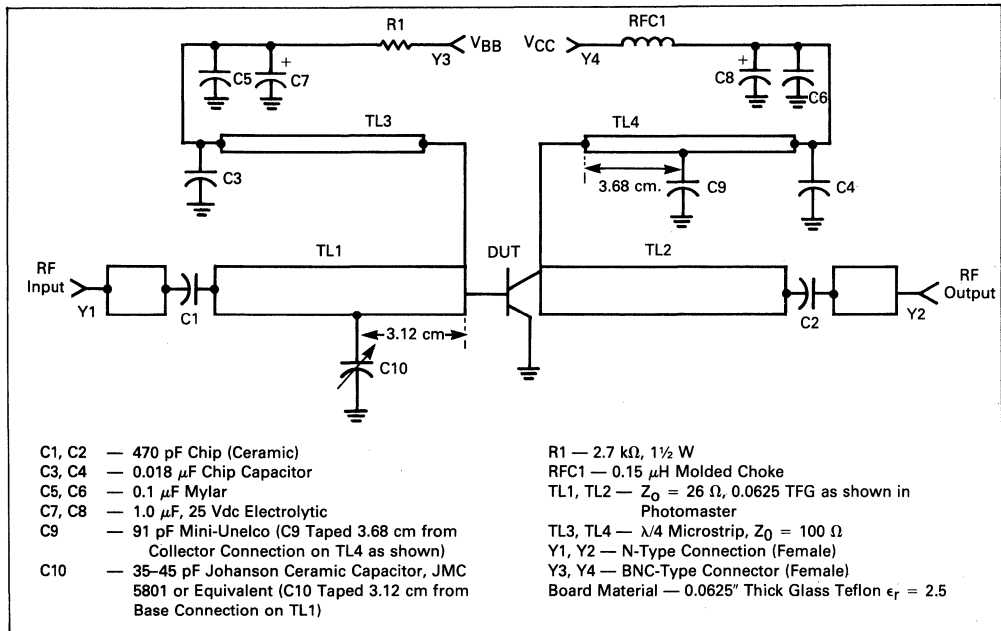 R1
RFC1
VBB
Y3
VCC
Y4
+
C5
C7
+
C8
C6
TL3
TL4
3.68 cm.
C3
C9
C4
TL1
DUT
TL2
RF
Input
Y1
C1
3.12 cm
C10
C2
Y2
RF
Output
C1, C2 — 470 pF Chip (Ceramic)
C3, C4 — 0.018 μF Chip Capacitor
C5, C6 — 0.1 μF Mylar
C7, C8 — 1.0 μF, 25 Vdc Electrolytic
C9 — 91 pF Mini-Unelco (C9 Taped 3.68 cm from
Collector Connection on TL4 as shown)
C10 — 35–45 pF Johanson Ceramic Capacitor, JMC
5801 or Equivalent (C10 Taped 3.12 cm from
Base Connection on TL1)
R1 — 2.7 kΩ, 1½ W
RFC1 — 0.15 μH Molded Choke
TL1, TL2 — Zo = 26 Ω, 0.0625 TFG as shown in
Photomaster
TL3, TL4 — λ/4 Microstrip, Z0 = 100 Ω
Y1, Y2 — N-Type Connection (Female)
Y3, Y4 — BNC-Type Connector (Female)
Board Material — 0.0625″ Thick Glass Teflon ϵr = 2.5